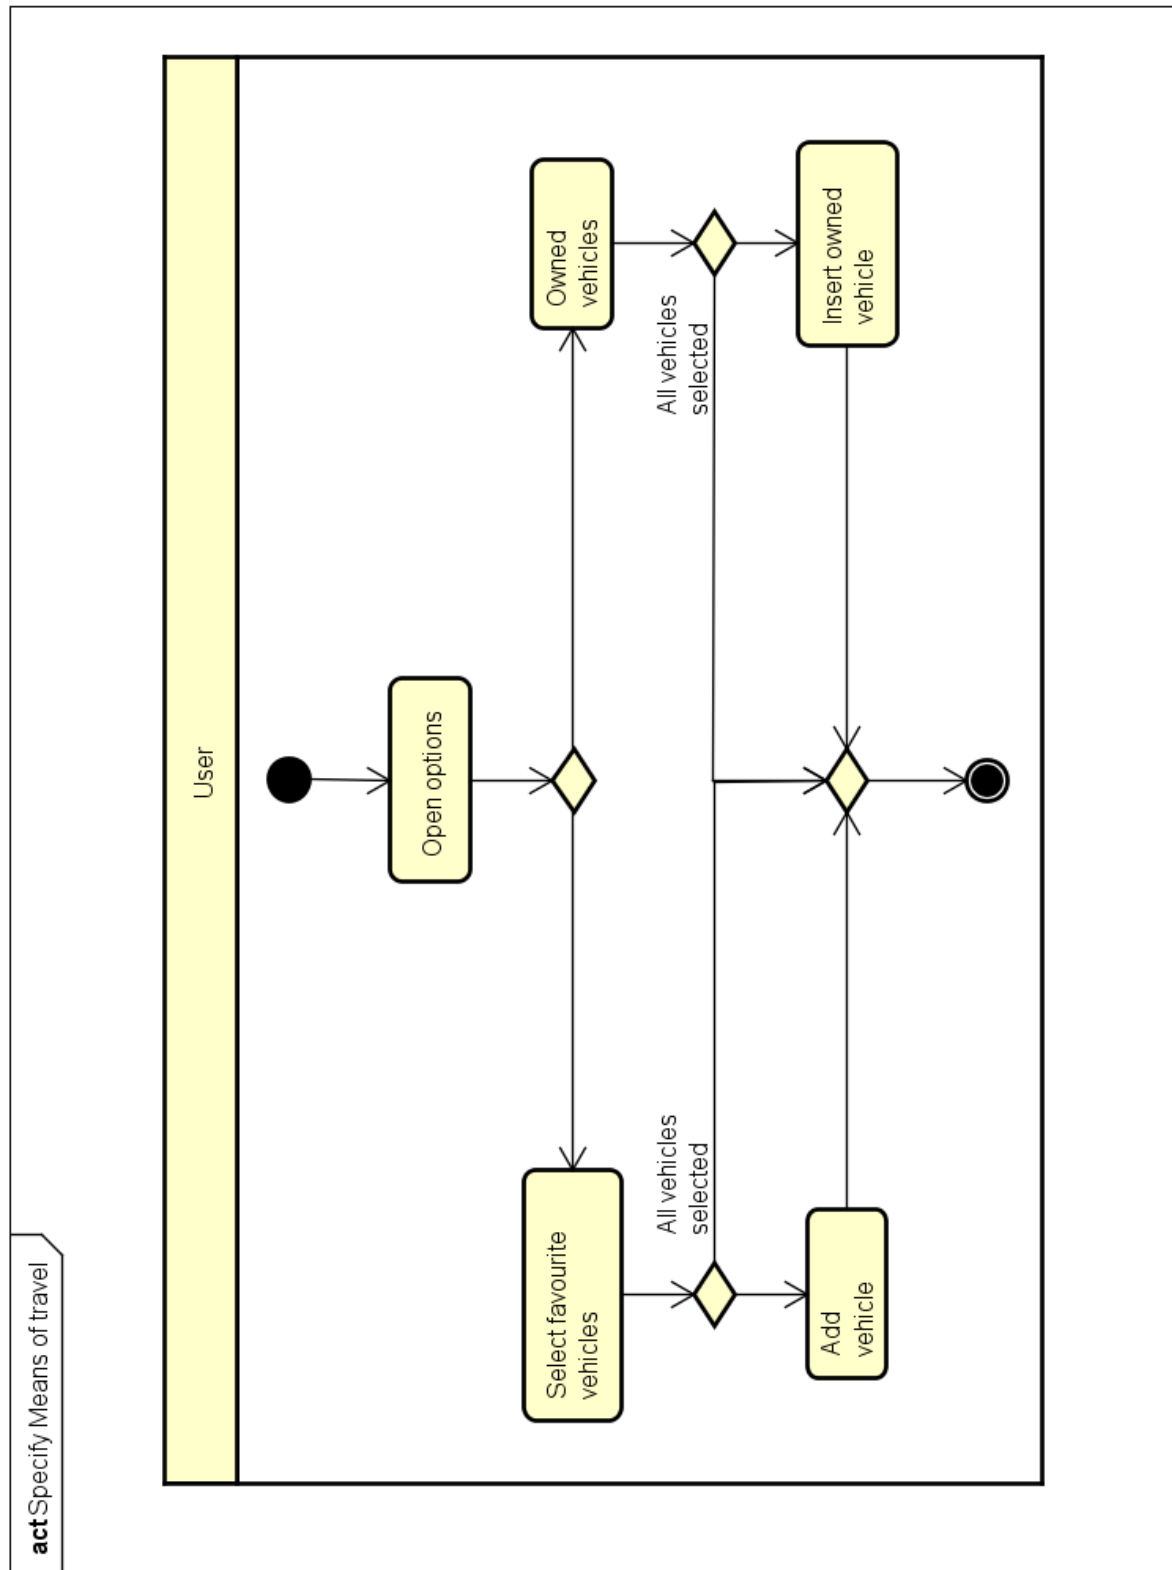 act Specify Means of travel
User
Open options
Select favourite
vehicles
Owned
vehicles
All vehicles
selected
All vehicles
selected
Add
vehicle
Insert owned
vehicle